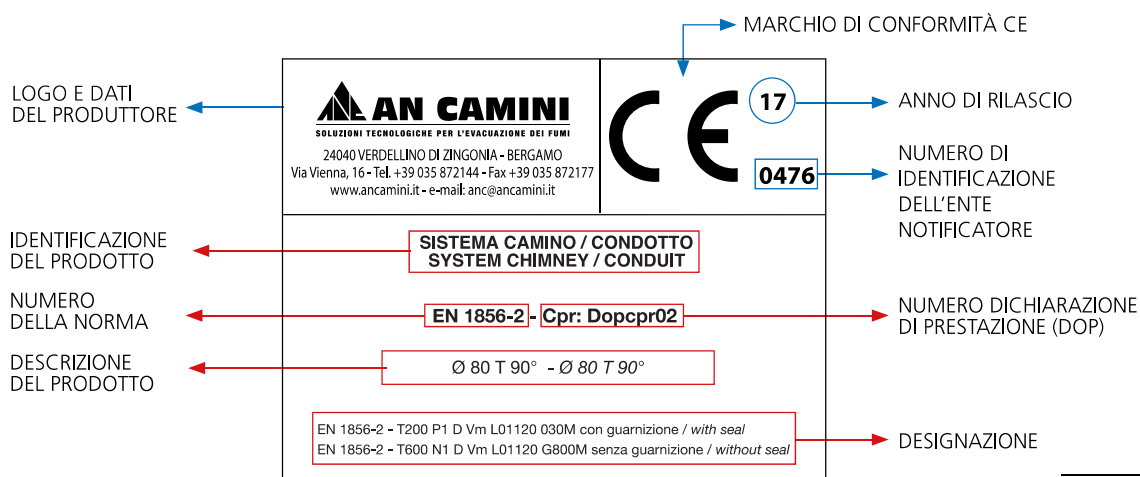 MARCHIO DI CONFORMITÀ CE
LOGO E DATI
DEL PRODUTTORE
AN CAMINI
SOLUZIONI TECNOLOGICHE PER L'EVACUAZIONE DEI FUMI
24040 VERDELLINO DI ZINGONIA - BERGAMO
Via Vienna, 16 - Tel. +39 035 872144 - Fax +39 035 872177
www.ancamini.it - e-mail: anc@ancamini.it
CE
17
0476
ANNO DI RILASCIO
NUMERO DI
IDENTIFICAZIONE
DELL'ENTE
NOTIFICATORE
IDENTIFICAZIONE
DEL PRODOTTO
SISTEMA CAMINO / CONDOTTO
SYSTEM CHIMNEY / CONDUIT
NUMERO
DELLA NORMA
EN 1856-2 - Cpr: Dopcpr02
NUMERO DICHIARAZIONE
DI PRESTAZIONE (DOP)
DESCRIZIONE
DEL PRODOTTO
Ø 80 T 90° - Ø 80 T 90°
EN 1856-2 - T200 P1 D Vm L01120 030M con guarnizione / with seal
EN 1856-2 - T600 N1 D Vm L01120 G800M senza guarnizione / without seal
DESIGNAZIONE